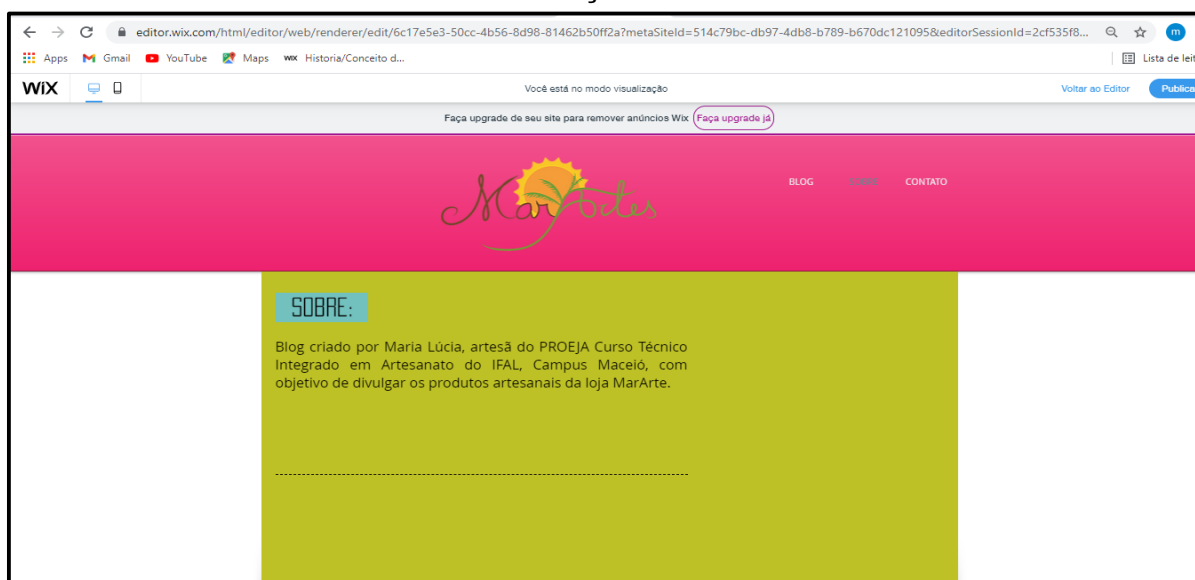 editor.wix.com/html/editor/web/renderer/edit/6c17e5e3-50cc-4b56-8d98-81462b50ff2a?metaSiteId=514c79bc-db97-4db8-b789-b670dc121095&editorSessionId=2cf535f8...
m
Apps Gmail YouTube Maps WIX Historia/Conceito d... Lista de leit
WiX Você está no modo visualização Voltar ao Editor Publica
Faça upgrade de seu site para remover anúncios Wix Faça upgrade já
MarArtes
BLOG SOBRE CONTATO
SOBRE:
Blog criado por Maria Lúcia, artesã do PROEJA Curso Técnico
Integrado em Artesanato do IFAL, Campus Maceió, com
objetivo de divulgar os produtos artesanais da loja MarArte.